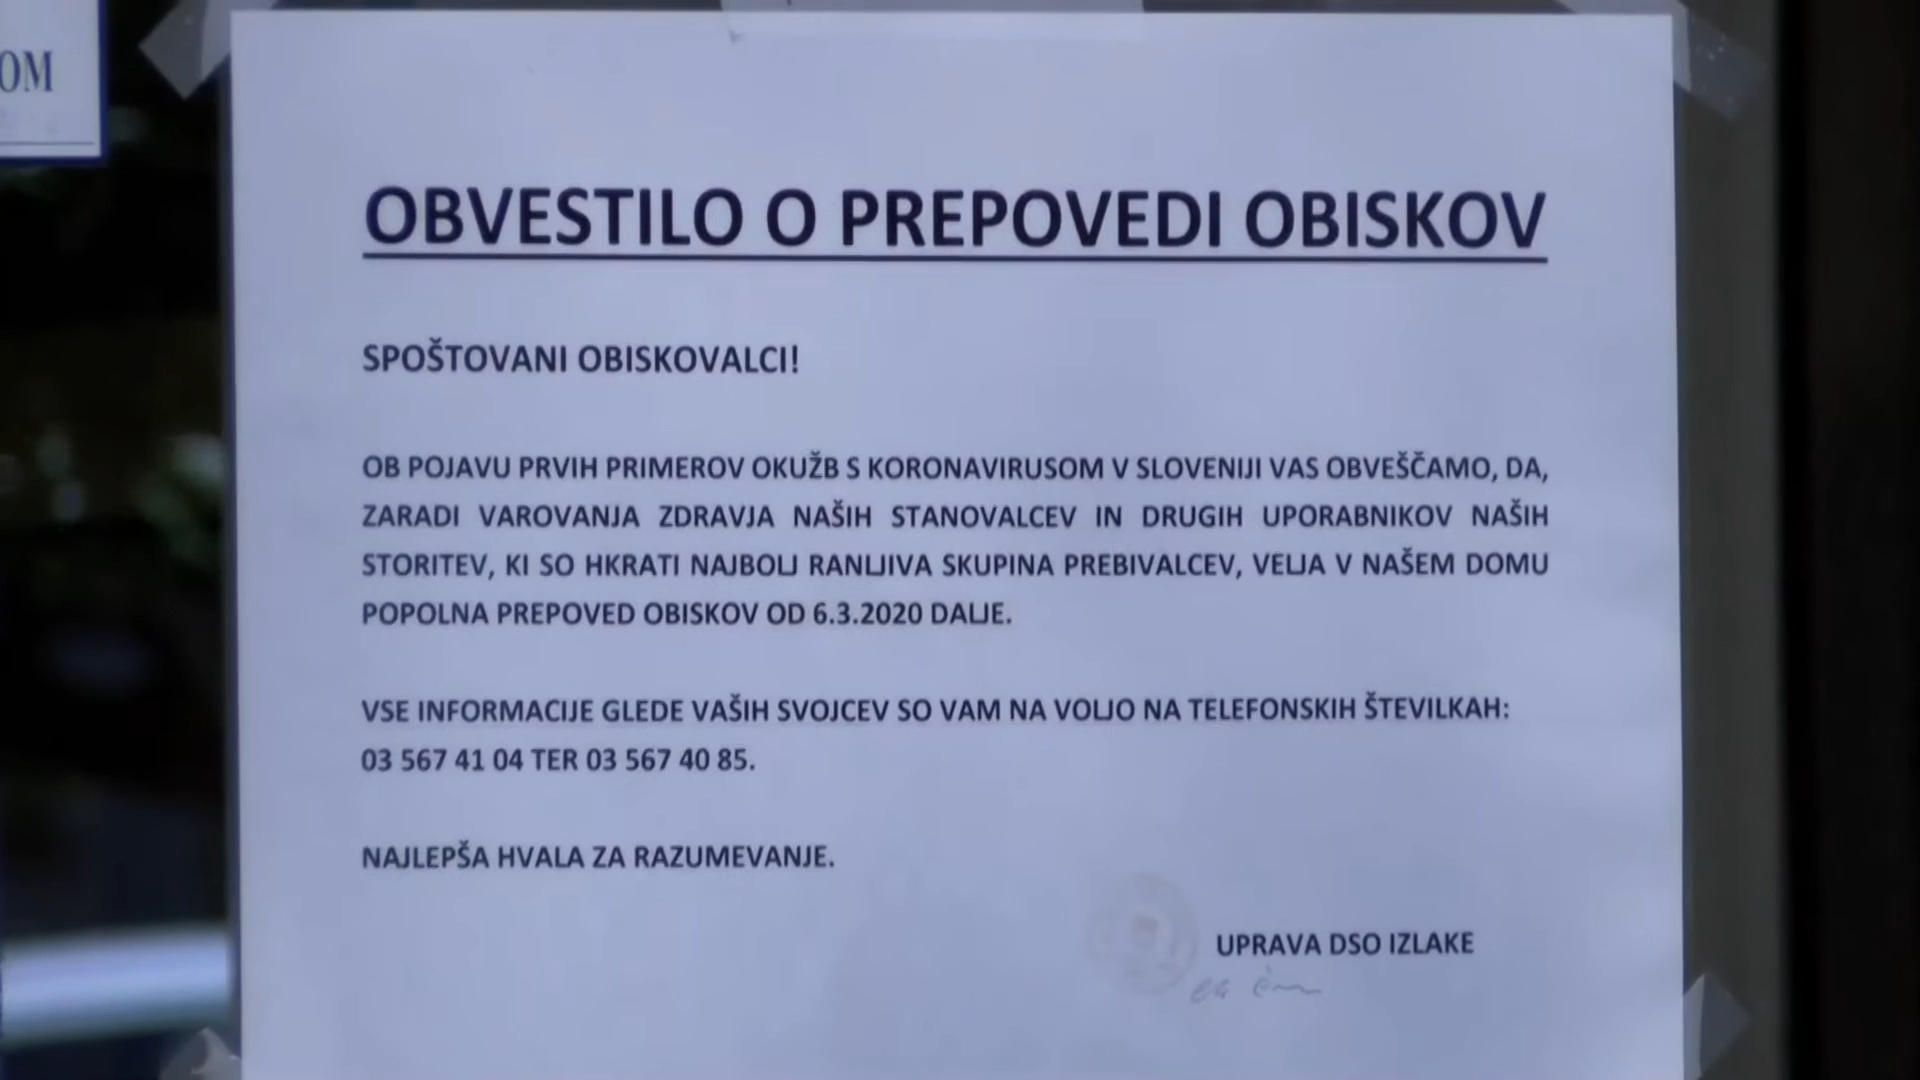 OM
OBVESTILO O PREPOVEDI OBISKOV
SPOŠTOVANI OBISKOVALCI!
OB POJAVU PRVIH PRIMEROV OKUŽB S KORONAVIRUSOM V SLOVENIJI VAS OBVEŠČAMO, DA,
ZARADI VAROVANJA ZDRAVJA NAŠIH STANOVALCEV IN DRUGIH UPORABNIKOV NAŠIH
STORITEV, KI SO HKRATI NAJBOLJ RANLJIVA SKUPINA PREBIVALCEV, VELJA V NAŠEM DOMU
POPOLNA PREPOVED OBISKOV OD 6.3.2020 DALJE.
VSE INFORMACIJE GLEDE VAŠIH SVOJCEV SO VAM NA VOLJO NA TELEFONSKIH ŠTEVILKAH:
03 567 41 04 TER 03 567 40 85.
NAJLEPŠA HVALA ZA RAZUMEVANJE.
UPRAVA DSO IZLAKE